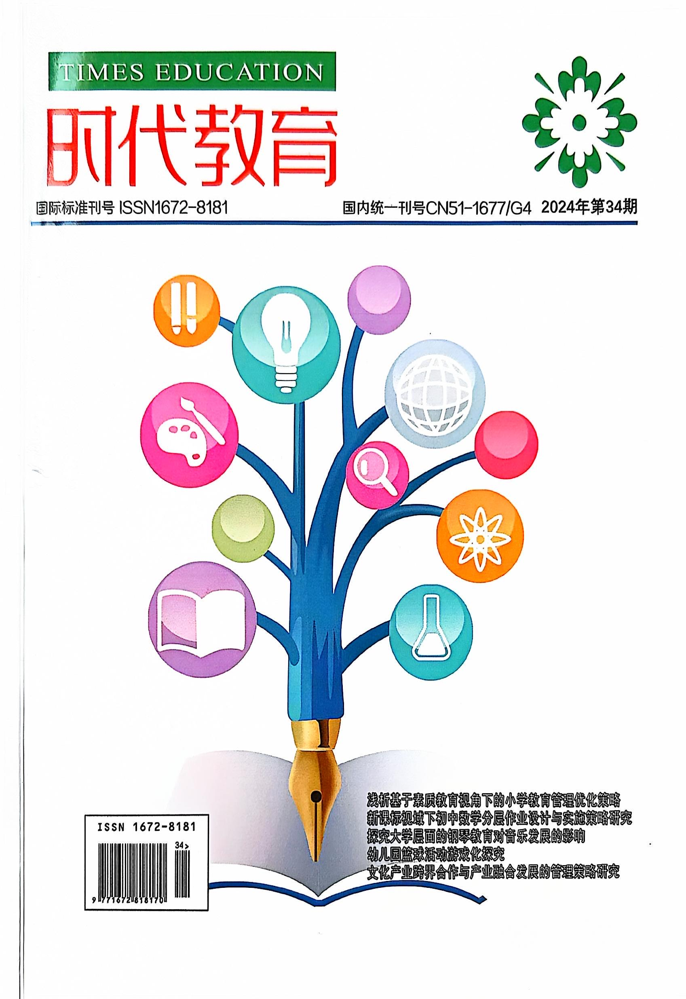 TIMES EDUCATION
时代教育
国际标准刊号 ISSN1672-8181
国内统一刊号CN51-1677/G4 2024年第34期
浅析基于素质教育视角下的小学教育管理优化策略
新课标视域下初中数学分层作业设计与实施策略研究
探究大学层面的钢琴教育对音乐发展的影响
幼儿园篮球活动游戏化探究
文化产业跨界合作与产业融合发展的管理策略研究
ISSN 1672-8181
34>
9 771672 818170